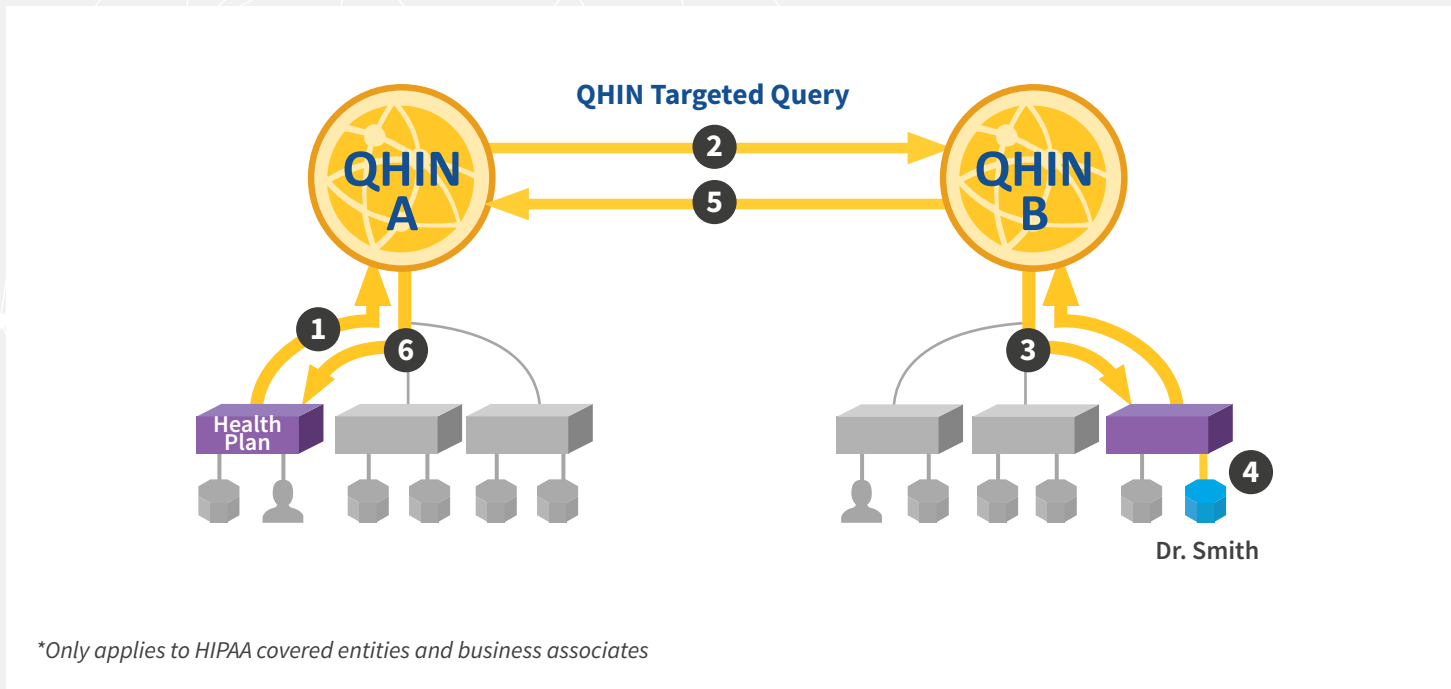 QHIN Targeted Query
QHIN
A
2
5
QHIN
B
1
6
3
Health
Plan
4
Dr. Smith
*Only applies to HIPAA covered entities and business associates